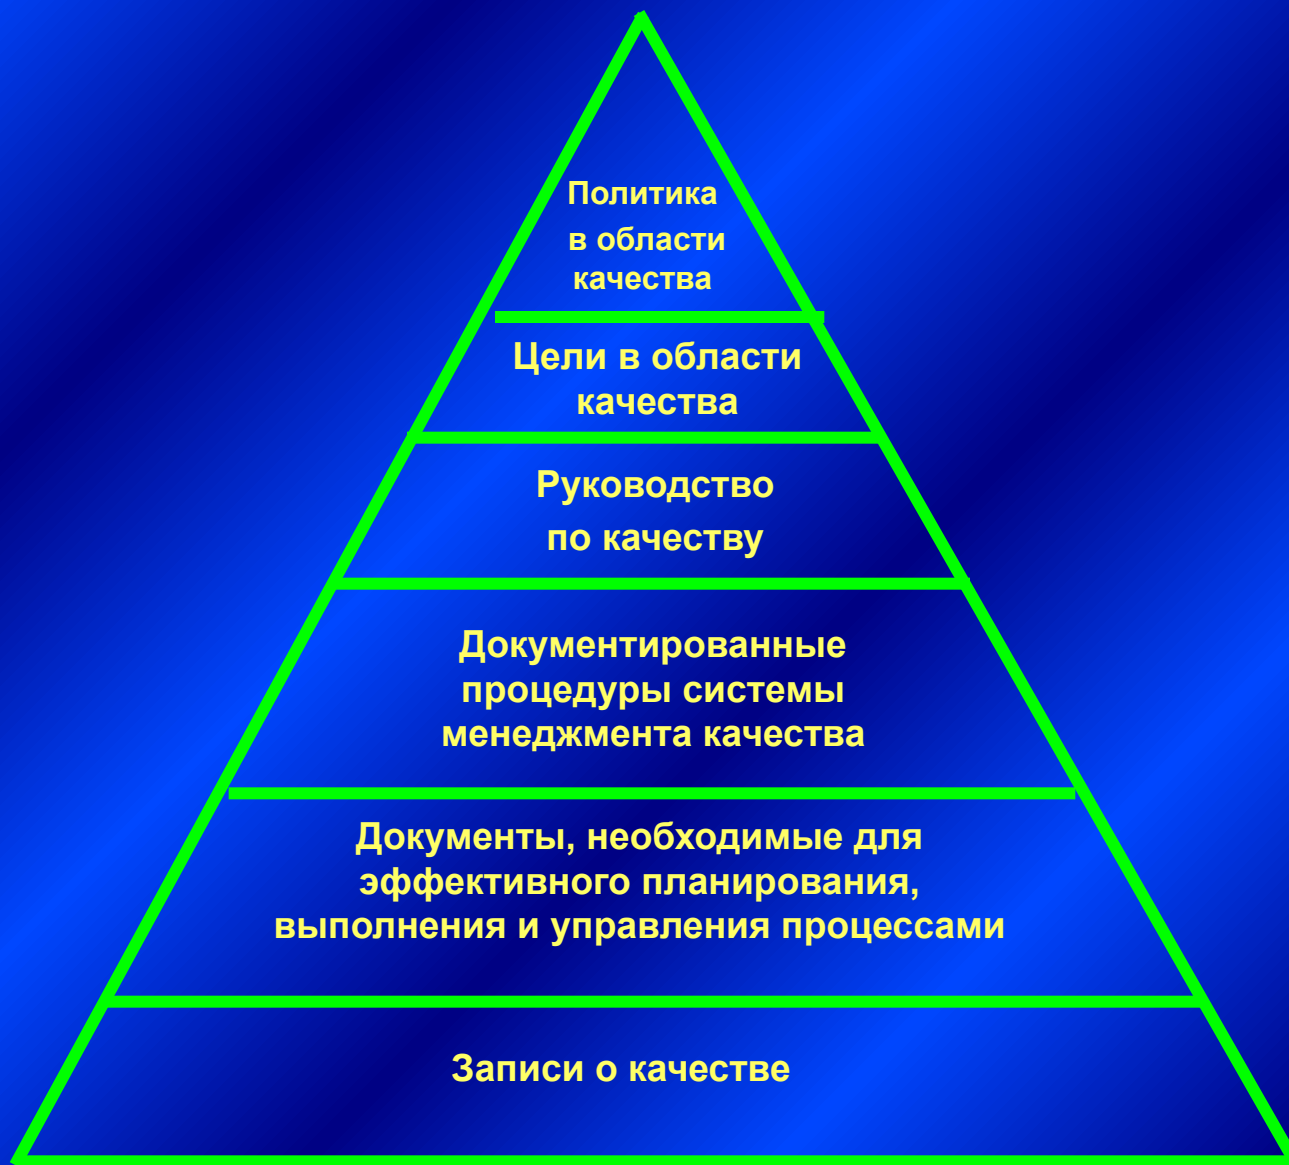 Политика
в области
качества
Цели в области
качества
Руководство
по качеству
Документированные
процедуры системы
менеджмента качества
Документы, необходимые для
эффективного планирования,
выполнения и управления процессами
Записи о качестве